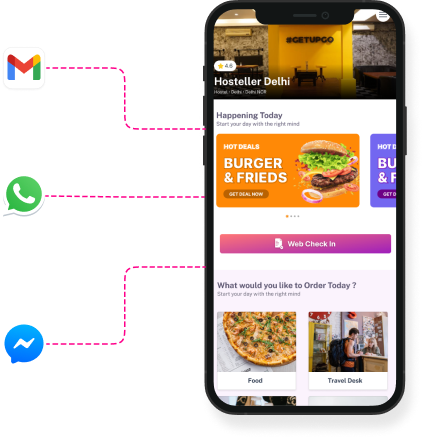 #GETUPGO
4.6
Hosteller Delhi
Hostel • Beds • Delhi NCR
Happening Today
Start your day with the right mind
HOT DEALS
BURGER
& FRIEDS
GET DEAL NOW
HOT D
BU
& F
GET D
Web Check In
What would you like to Order Today ?
Start your day with the right mind
Food
Travel Desk